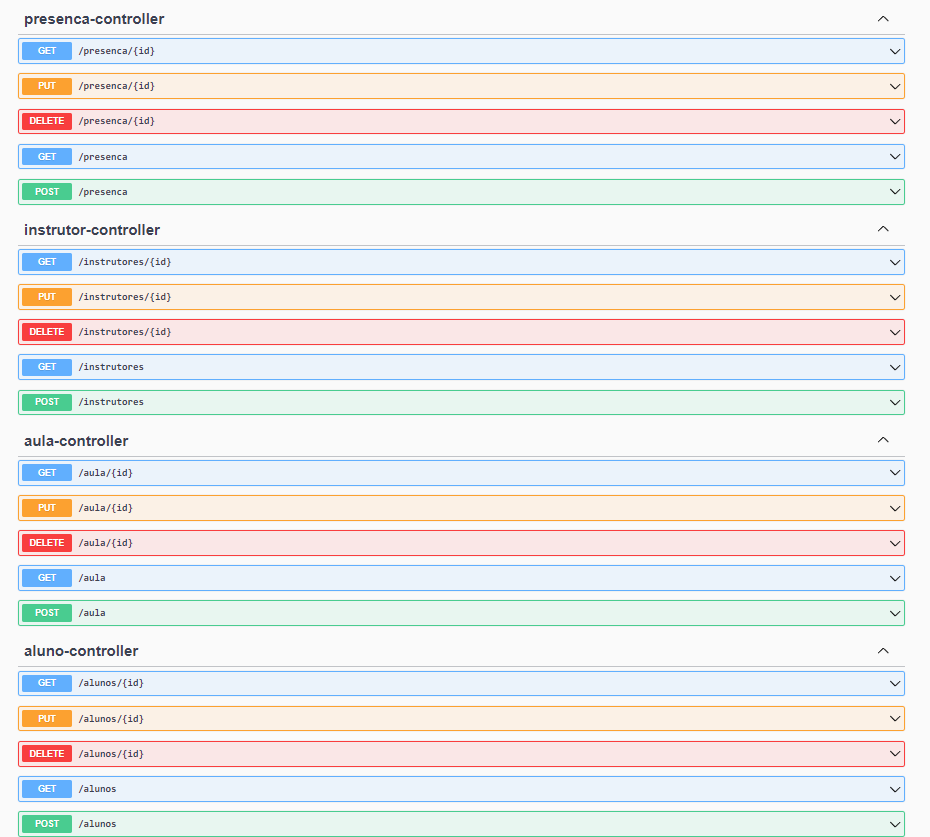 presenca-controller
GET /presenca/{id}
PUT /presenca/{id}
DELETE /presenca/{id}
GET /presenca
POST /presenca
instrutor-controller
GET /instrutores/{id}
PUT /instrutores/{id}
DELETE /instrutores/{id}
GET /instrutores
POST /instrutores
aula-controller
GET /aula/{id}
PUT /aula/{id}
DELETE /aula/{id}
GET /aula
POST /aula
aluno-controller
GET /alunos/{id}
PUT /alunos/{id}
DELETE /alunos/{id}
GET /alunos
POST /alunos